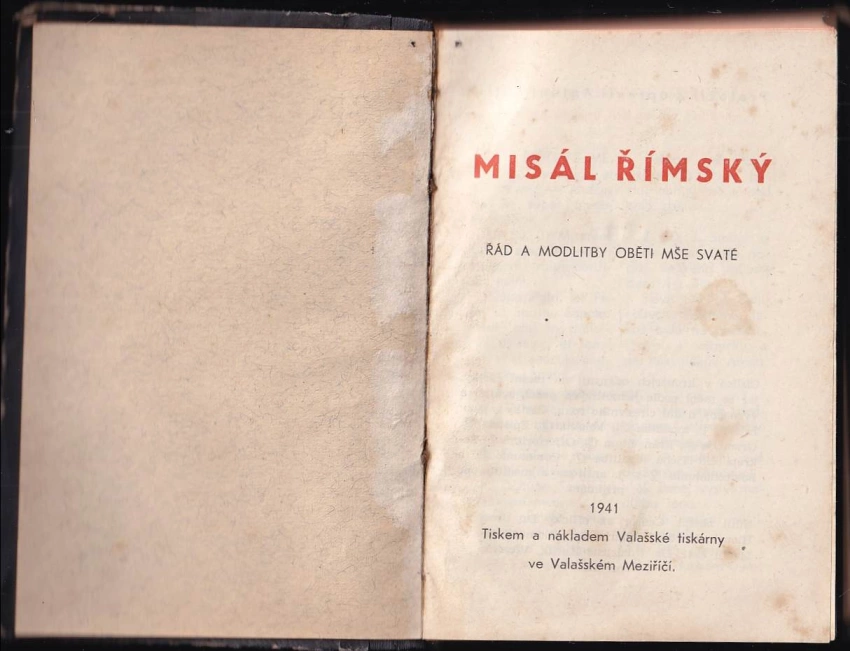 MISÁL ŘÍMSKÝ
ŘÁD A MODLITBY OBĚTI MŠE SVATÉ
1941
Tiskem a nákladem Valašské tiskárny
ve Valašském Meziříčí.